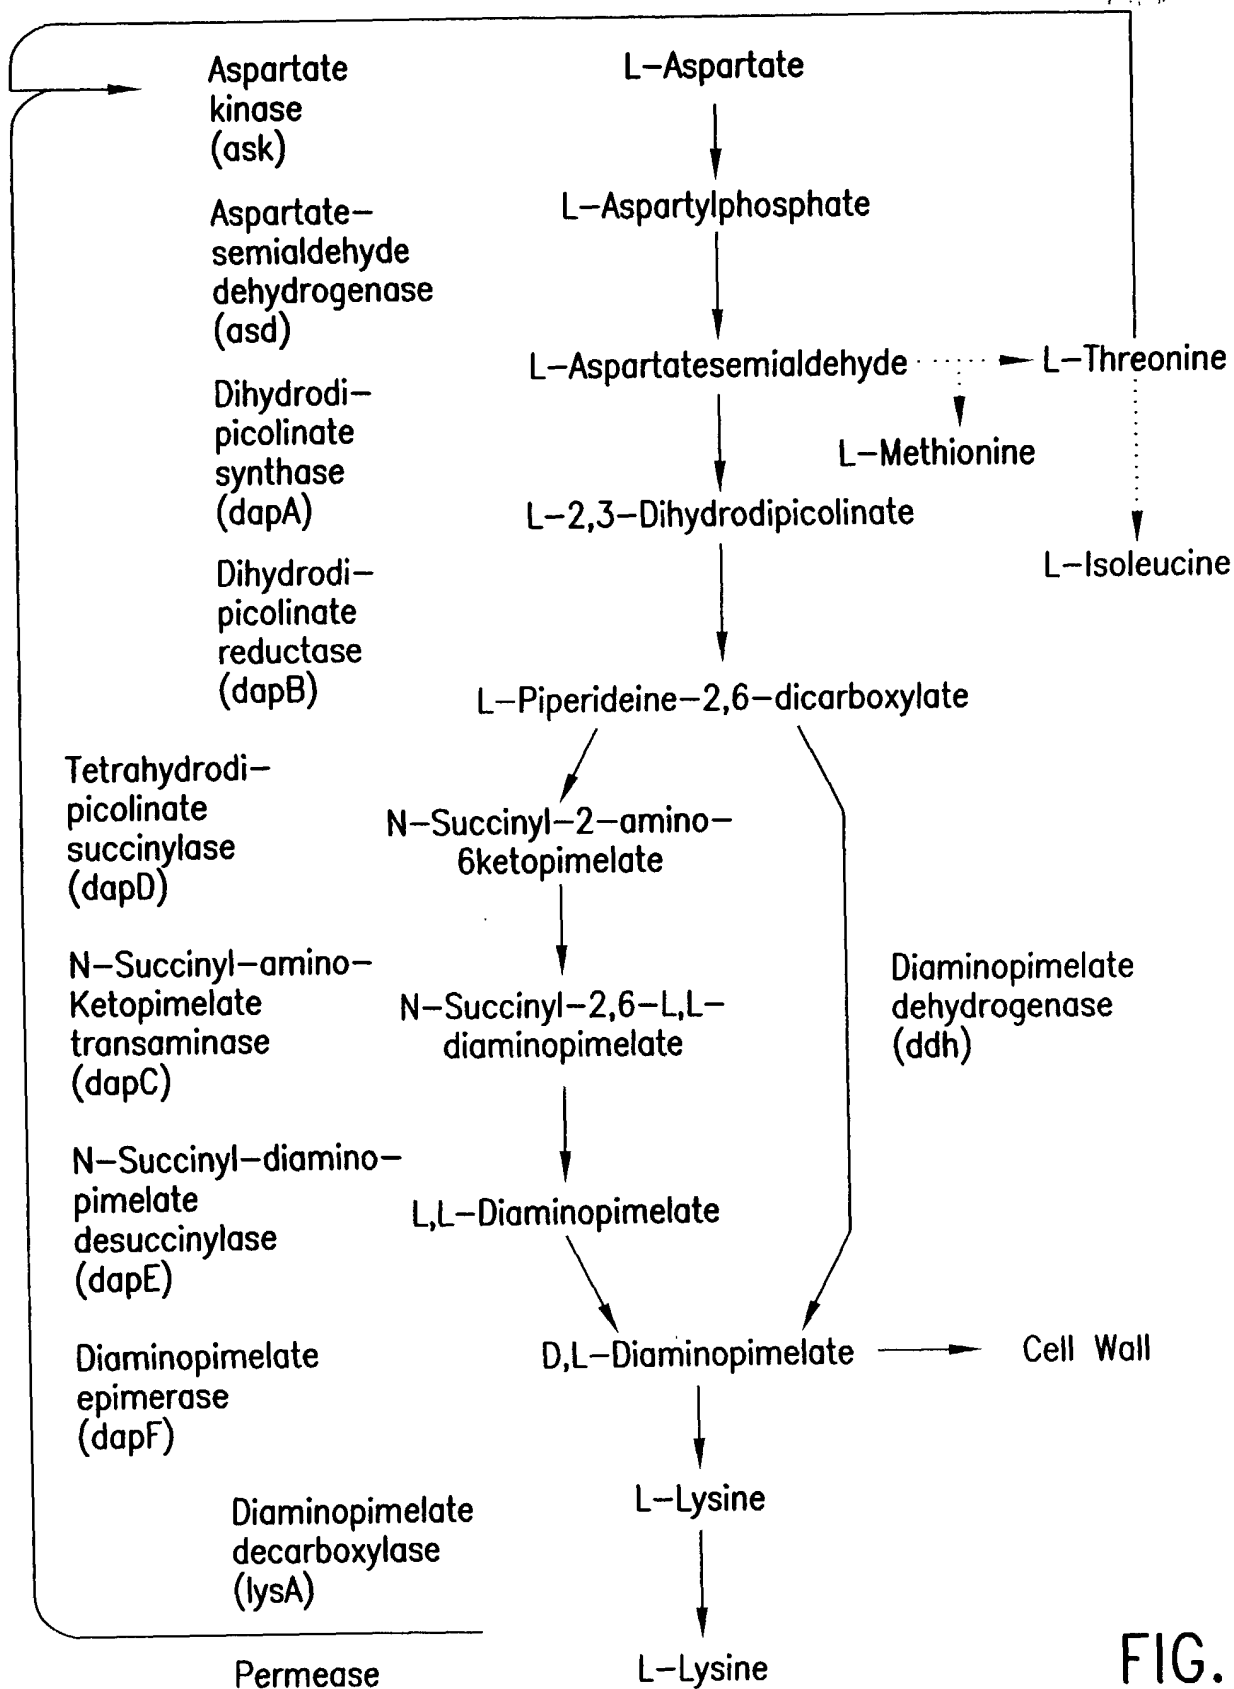 Aspartate
kinase
(ask)
L-Aspartate
Aspartate-
semialdehyde
dehydrogenase
(asd)
L-Aspartylphosphate
L-Aspartatesemialdehyde
L-Threonine
L-Methionine
L-Isoleucine
Dihydrodi-
picolinate
synthase
(dapA)
L-2,3-Dihydrodipicolinate
Dihydrodi-
picolinate
reductase
(dapB)
L-Piperideine-2,6-dicarboxylate
Tetrahydrodi-
picolinate
succinylase
(dapD)
N-Succinyl-2-amino-
6ketopimelate
N-Succinyl-amino-
Ketopimelate
transaminase
(dapC)
N-Succinyl-2,6-L,L-
diaminopimelate
Diaminopimelate
dehydrogenase
(ddh)
N-Succinyl-diamino-
pimelate
desuccinylase
(dapE)
L,L-Diaminopimelate
Diaminopimelate
epimerase
(dapF)
D,L-Diaminopimelate
Cell Wall
Diaminopimelate
decarboxylase
(lysA)
L-Lysine
Permease
L-Lysine
FIG.